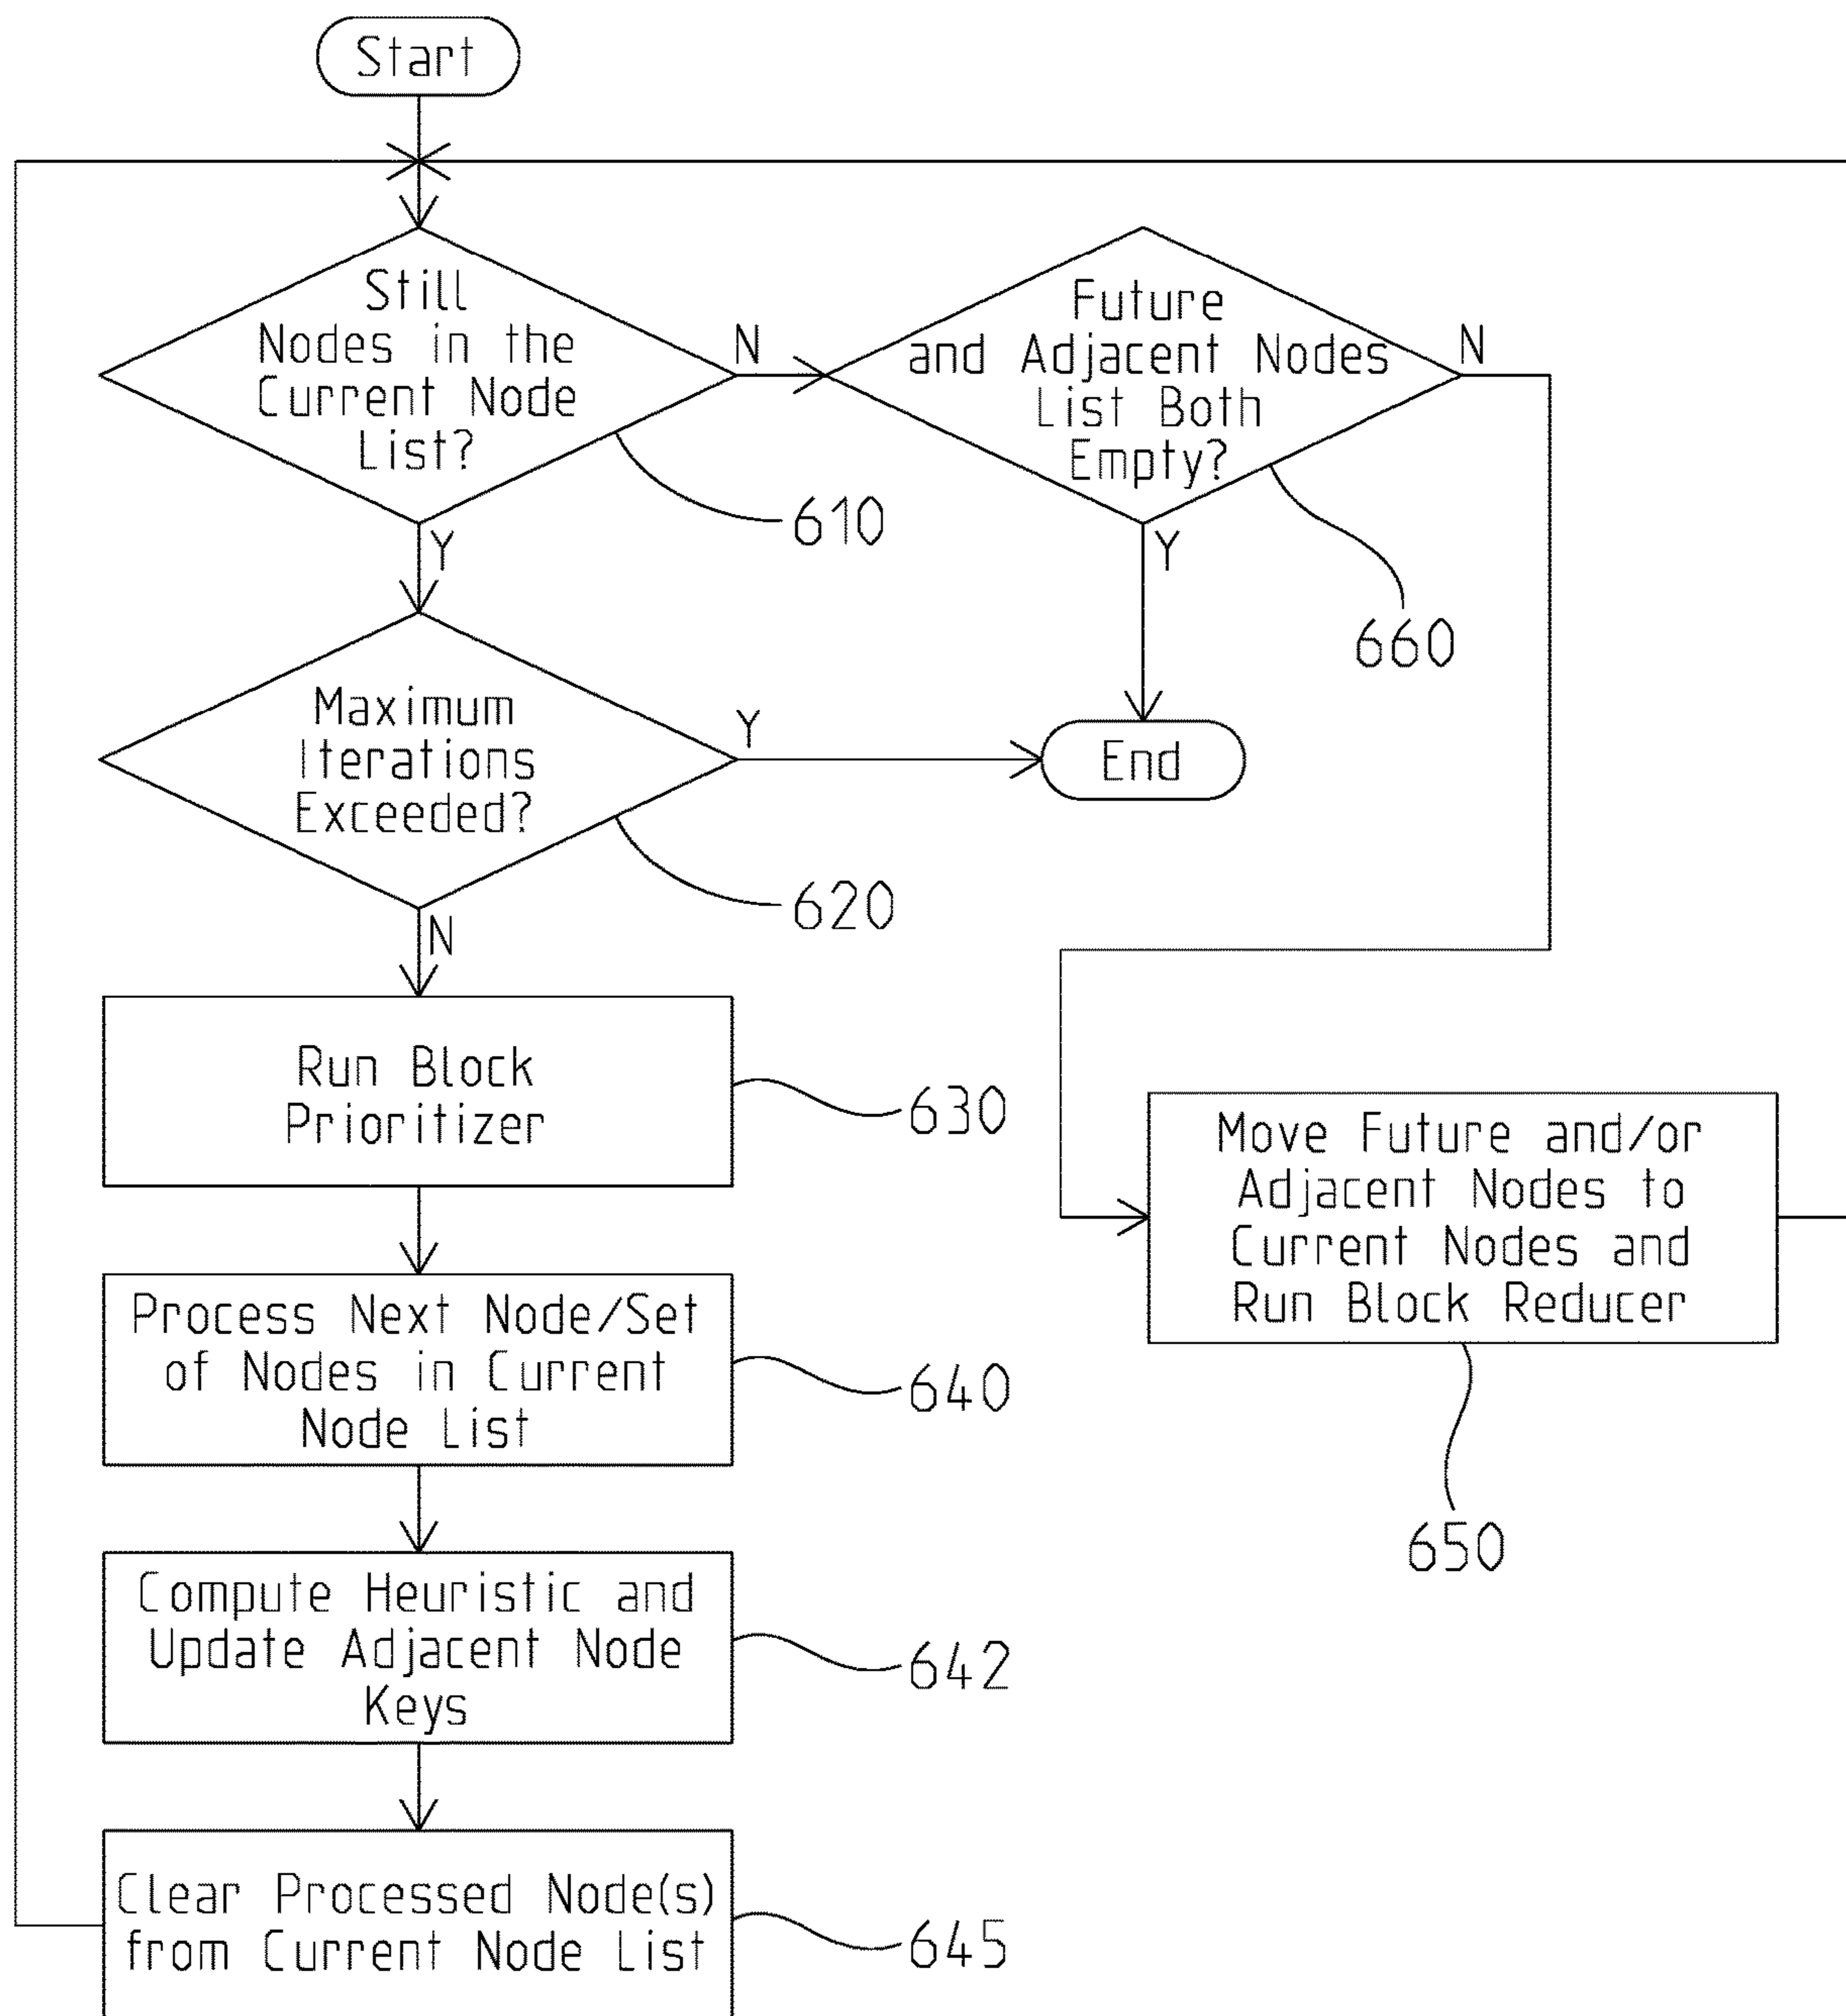 Start
Still
Nodes in the
Current Node
List?
N
Future
and Adjacent Nodes
List Both
Empty?
N
610
Y
Y
660
Maximum
Iterations
Exceeded?
Y
End
620
N
Run Block
Prioritizer
630
Move Future and/or
Adjacent Nodes to
Current Nodes and
Run Block Reducer
650
Process Next Node/Set
of Nodes in Current
Node List
640
Compute Heuristic and
Update Adjacent Node
Keys
642
Clear Processed Node(s)
from Current Node List
645